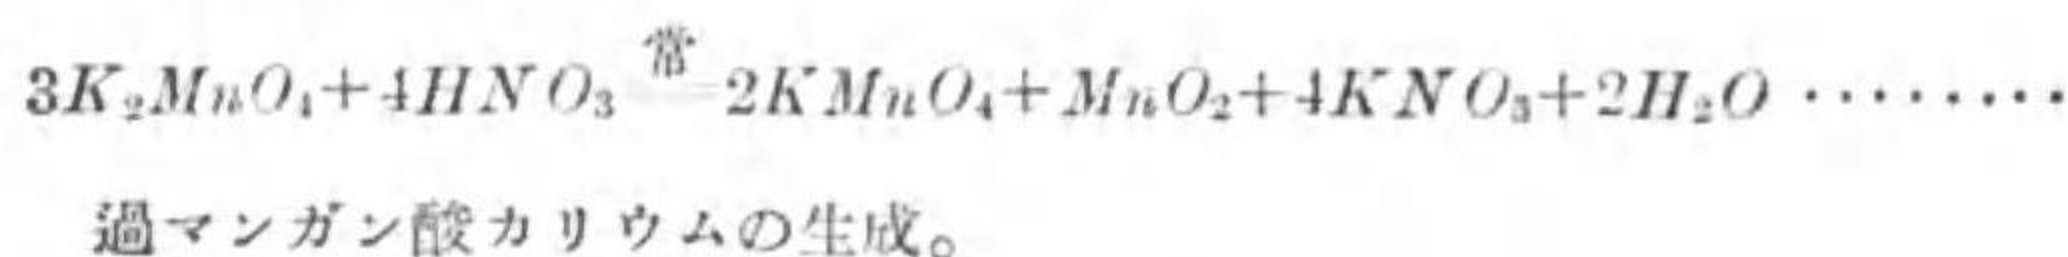 3K₂MnO₄+4HNO₃ 常= 2KMnO₄+MnO₂+4KNO₃+2H₂O ········
過マンガン酸カリウムの生成。